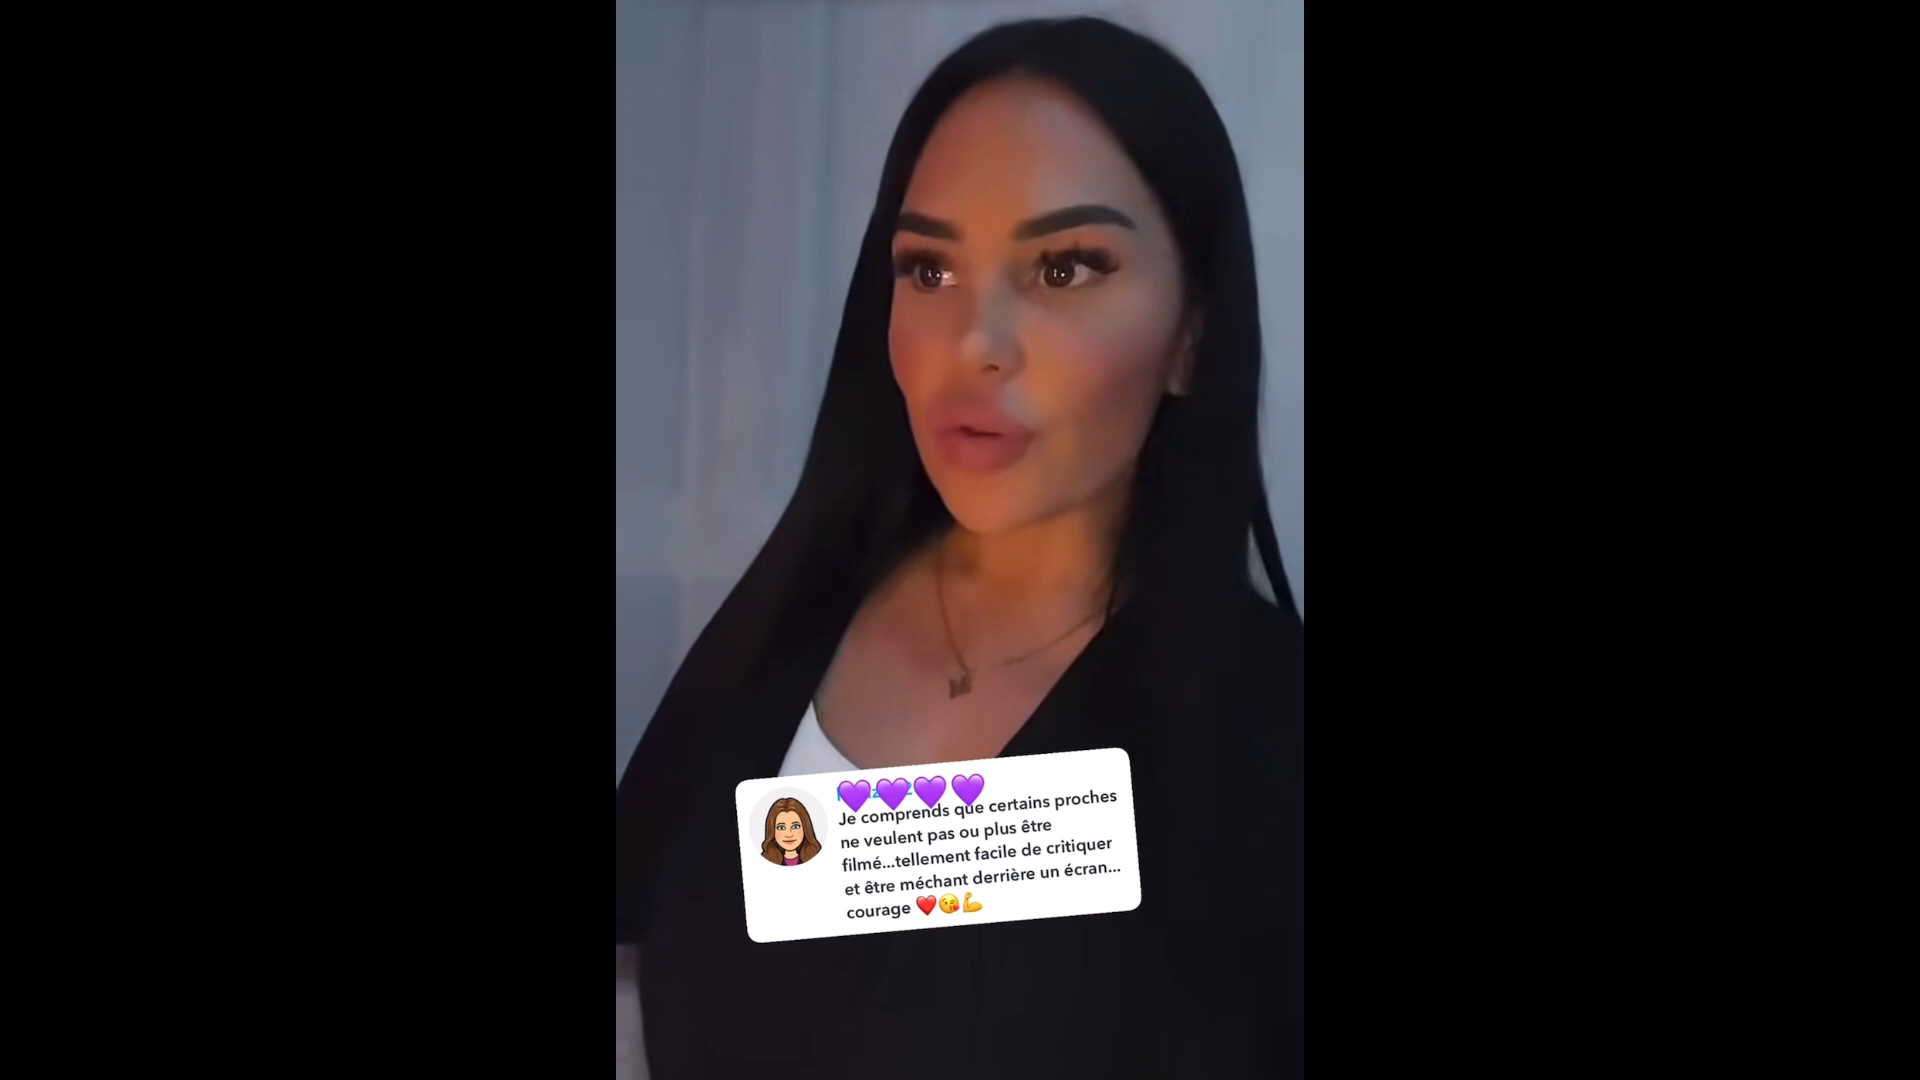 Je comprends que certains proches
ne veulent pas ou plus être
filmé...tellement facile de critiquer
et être méchant derrière un écran...
courage ❤️😘💪